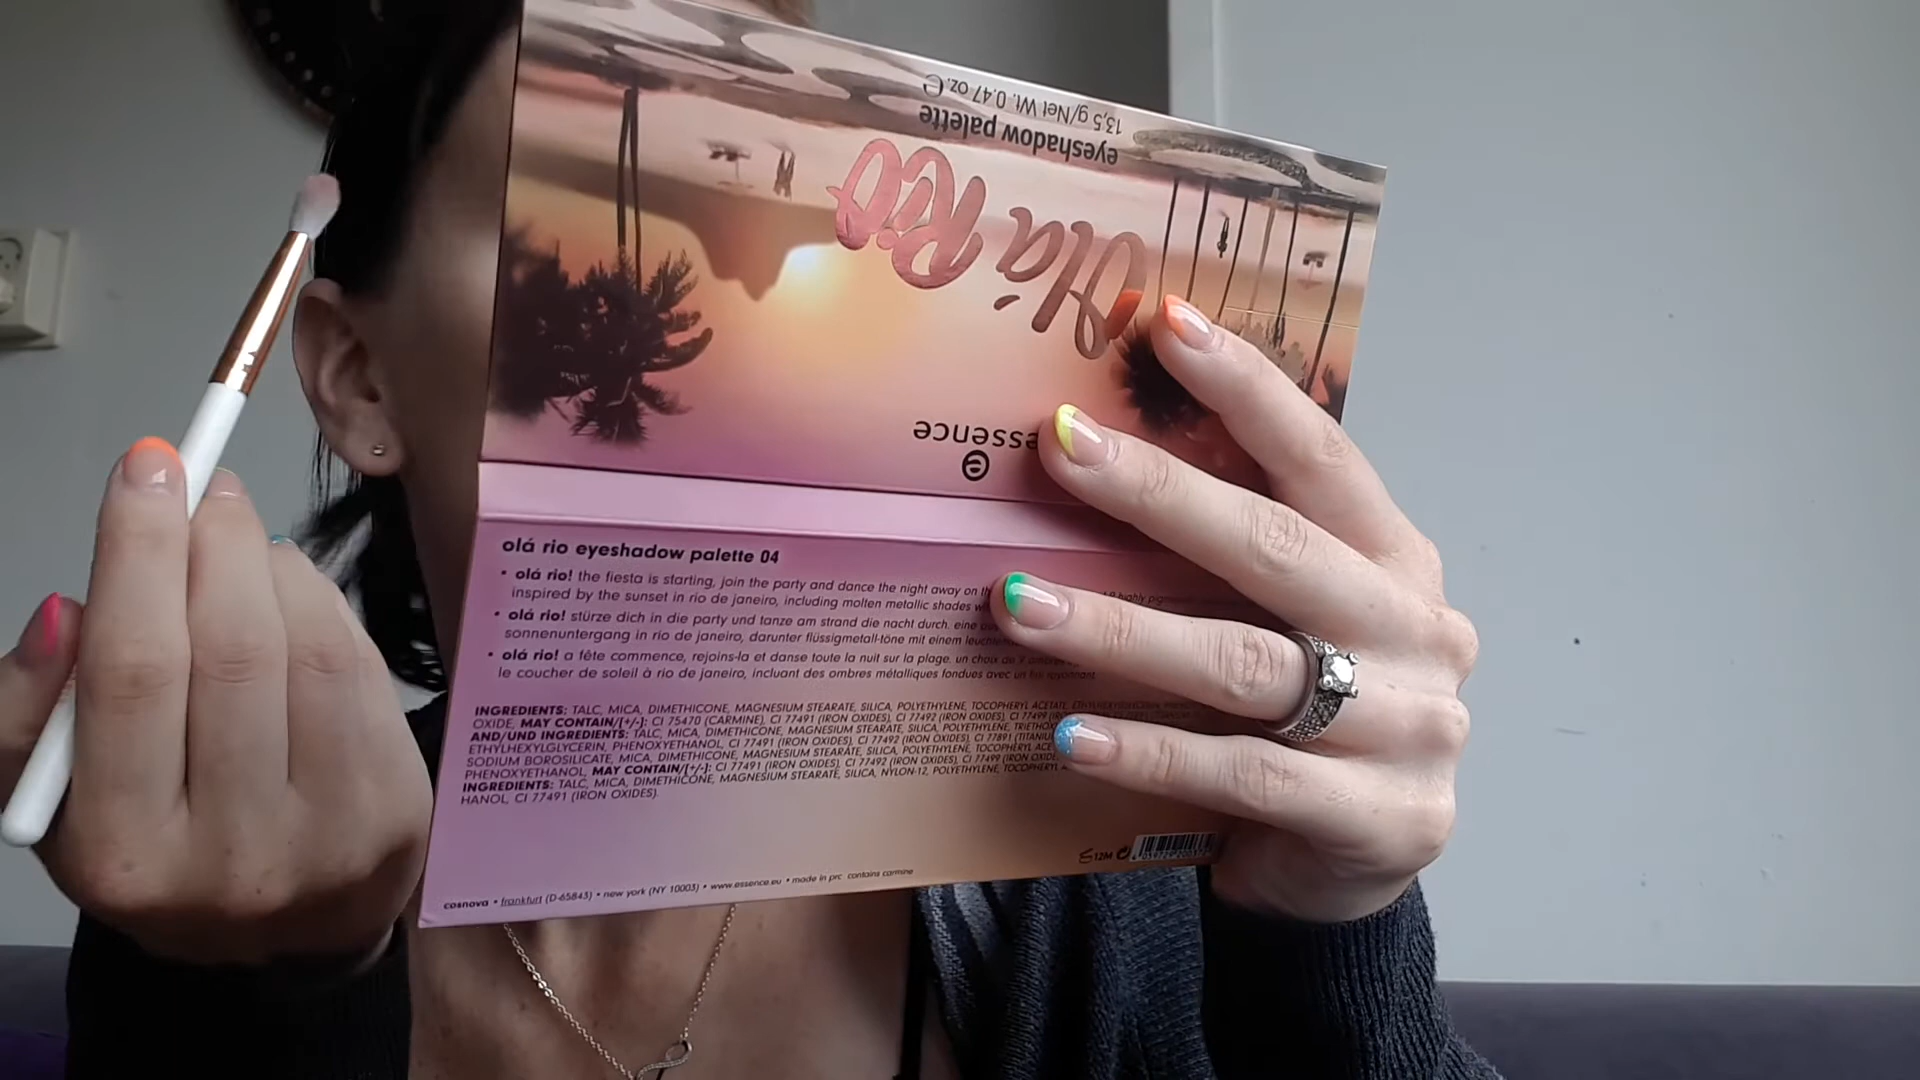 13,5 g/Net Wt. 0.47 oz. e
eyeshadow palette
Olá Rio
essence
e
olá rio eyeshadow palette 04
• olá rio! the fiesta is starting, join the party and dance the night away on
inspired by the sunset in rio de janeiro, including molten metallic shades
• olá rio! stürze dich in die party und tanze am strand die nacht durch. eine
sonnenuntergang in rio de janeiro, darunter flüssigmetall-töne mit einem
• olá rio! a fête commence, rejoins-la et danse toute la nuit sur la plage. un choix de 9
le coucher de soleil à rio de janeiro, incluant des ombres métalliques fondues avec un
INGREDIENTS: TALC, MICA, DIMETHICONE, MAGNESIUM STEARATE, SILICA, POLYETHYLENE, TOCOPHERYL ACETATE,
OXIDE, MAY CONTAIN/[+/-]: CI 75470 (CARMINE), CI 77491 (IRON OXIDES), CI 77492 (IRON OXIDES), CI 77499 (IRON
AND/UND INGREDIENTS: TALC, MICA, DIMETHICONE, MAGNESIUM STEARATE, SILICA, POLYETHYLENE,
ETHYLHEXYLGLYCERIN, PHENOXYETHANOL, CI 77491 (IRON OXIDES), CI 77492 (IRON OXIDES), CI 77891
SODIUM BOROSILICATE, MICA, DIMETHICONE, MAGNESIUM STEARATE, SILICA, POLYETHYLENE, TOCOPHERYL
PHENOXYETHANOL, MAY CONTAIN/[+/-]: CI 77491 (IRON OXIDES), CI 77492 (IRON OXIDES), CI 77499 (IRON OXIDE
INGREDIENTS: TALC, MICA, DIMETHICONE, MAGNESIUM STEARATE, SILICA, NYLON-12, POLYETHYLENE, TOCOPHERYL
HANOL, CI 77491 (IRON OXIDES).
12M
cosnova • frankfurt (D-65843) • new york (NY 10003) • www.essence.eu • made in prc contains carmine